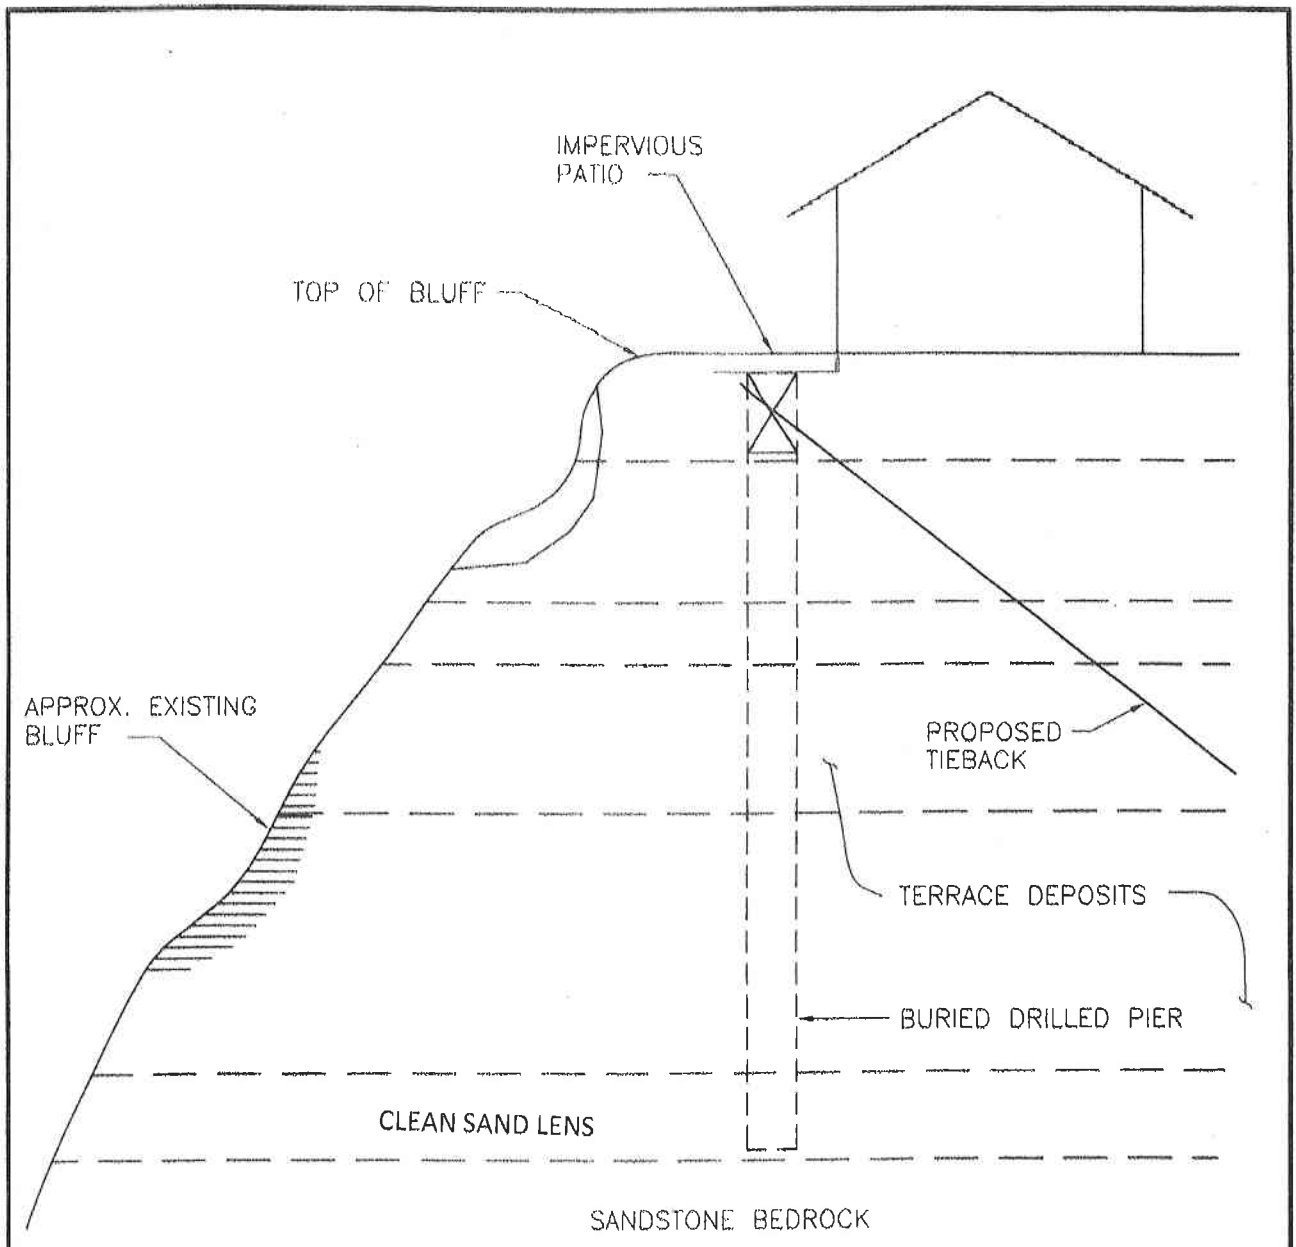 IMPERVIOUS
PATIO
TOP OF BLUFF
APPROX. EXISTING
BLUFF
PROPOSED
TIEBACK
TERRACE DEPOSITS
BURIED DRILLED PIER
CLEAN SAND LENS
SANDSTONE BEDROCK